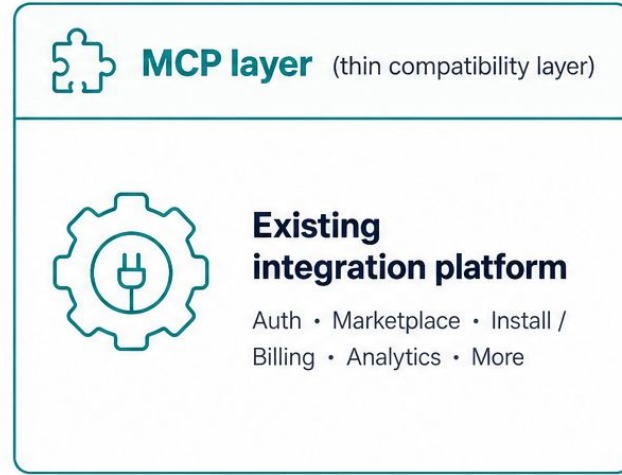 MCP layer (thin compatibility layer)
Existing
integration platform
Auth • Marketplace • Install /
Billing • Analytics • More